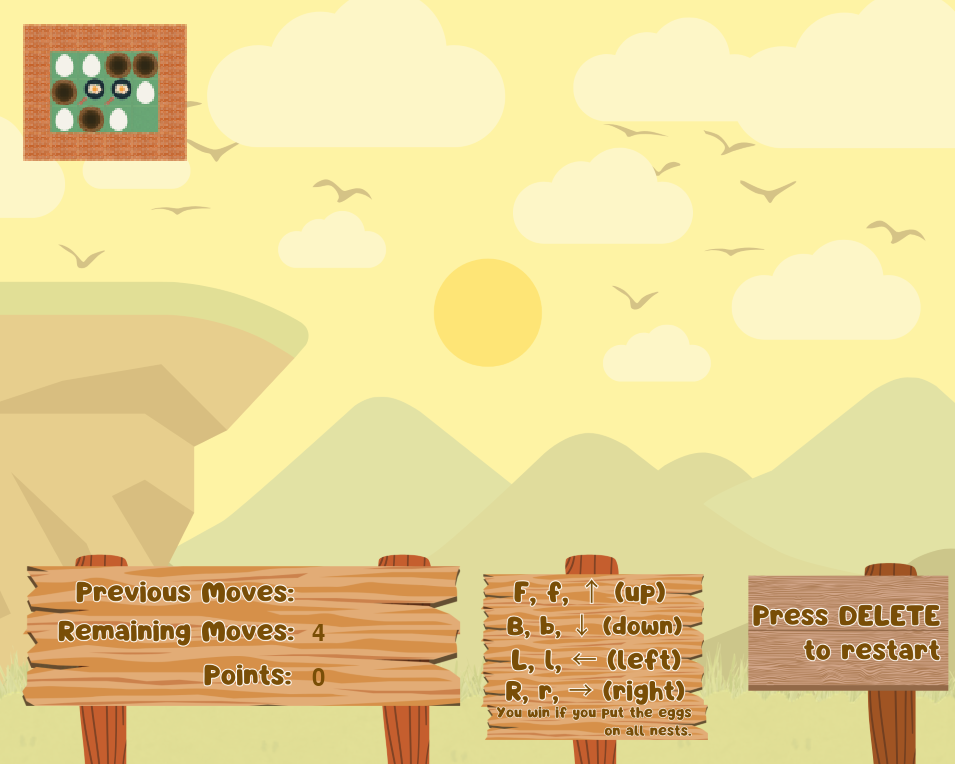 Previous Moves:
Remaining Moves: 4
Points: 0
F, f, ↑ (up)
B, b, ↓ (down)
L, l, ← (left)
R, r, → (right)
You win if you put the eggs
on all nests.
Press DELETE
to restart